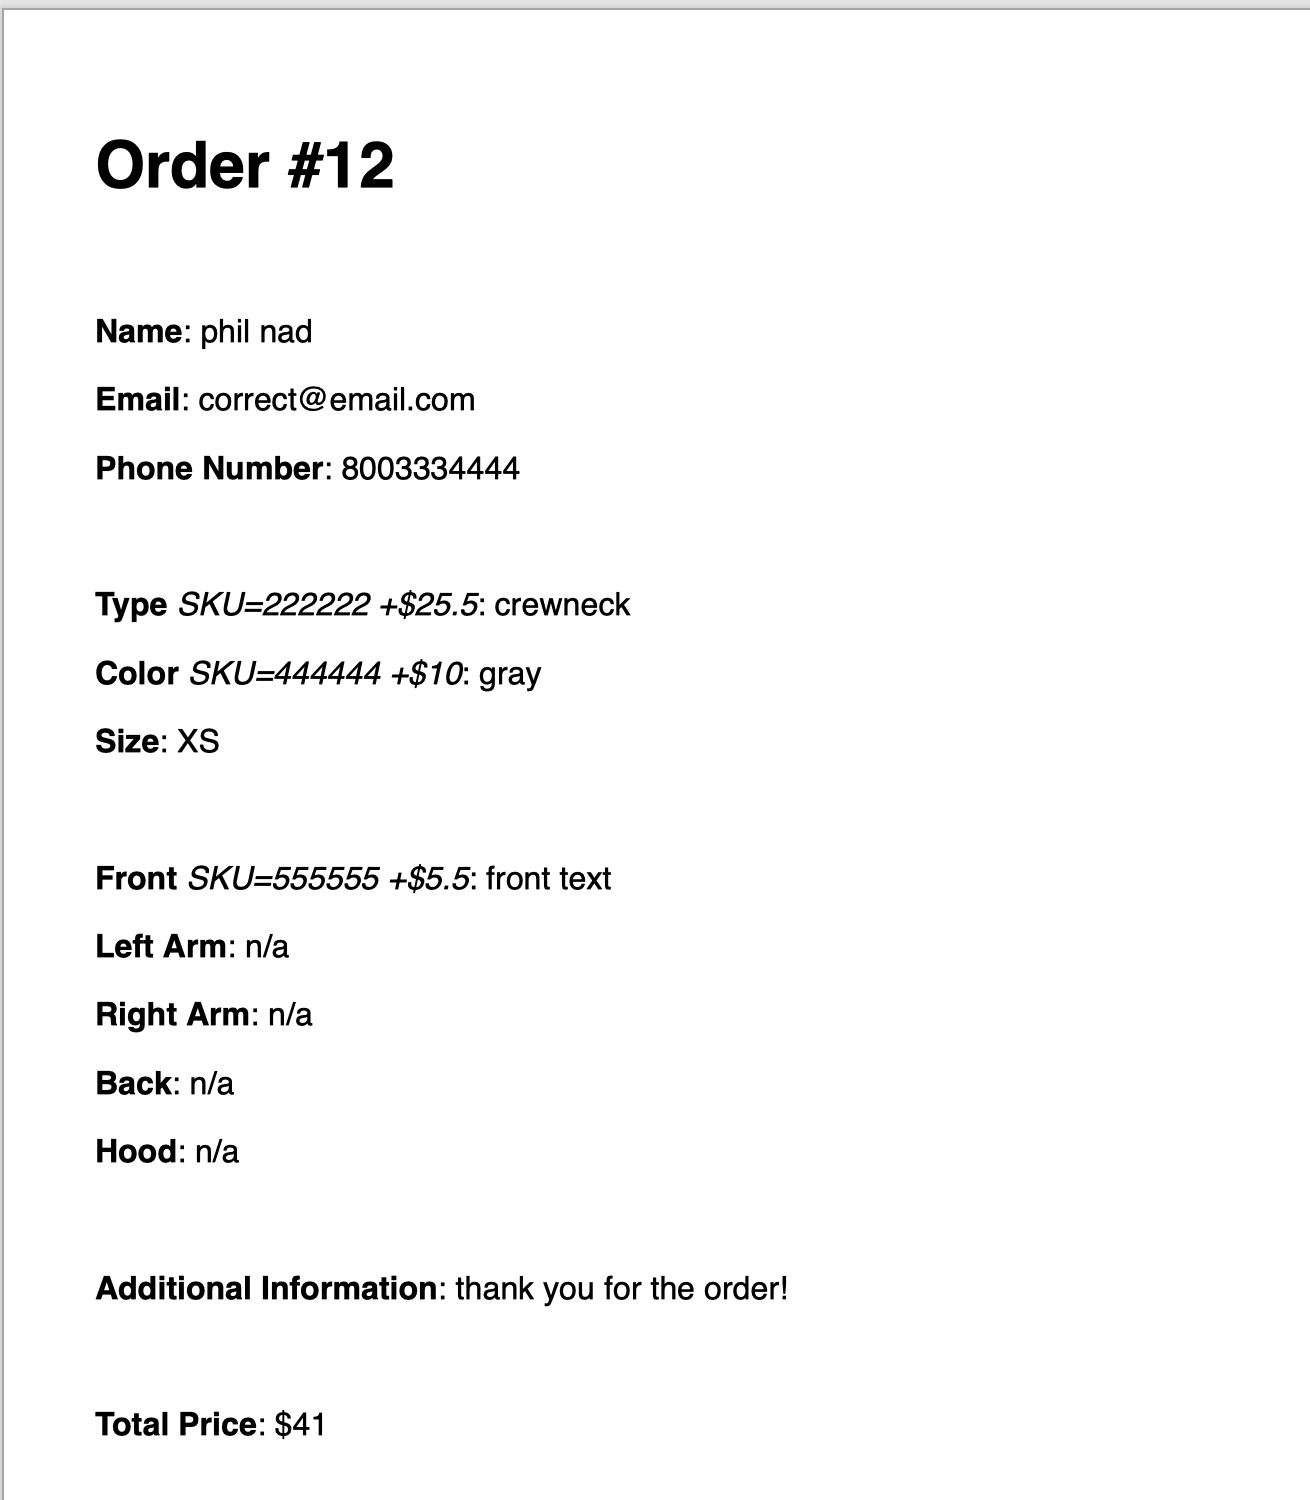 Order #12
Name: phil nad
Email: correct@email.com
Phone Number: 8003334444
Type SKU=222222 +$25.5: crewneck
Color SKU=444444 +$10: gray
Size: XS
Front SKU=555555 +$5.5: front text
Left Arm: n/a
Right Arm: n/a
Back: n/a
Hood: n/a
Additional Information: thank you for the order!
Total Price: $41